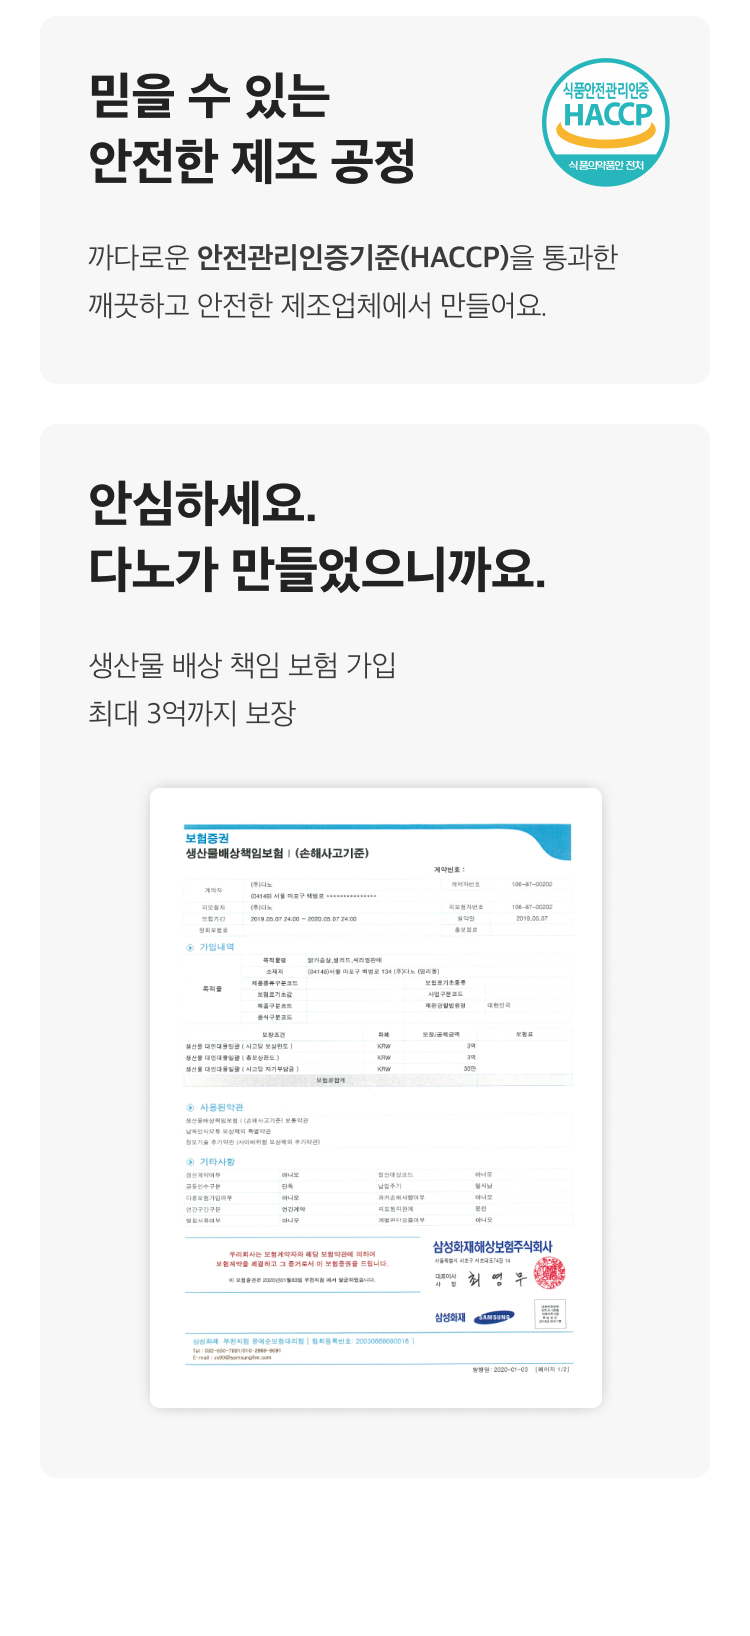 믿을 수 있는
안전한 제조 공정
식품안전관리인증
HACCP
식품의약품안전처
까다로운 안전관리인증기준(HACCP)을 통과한
깨끗하고 안전한 제조업체에서 만들어요.
안심하세요.
다노가 만들었으니까요.
생산물 배상 책임 보험 가입
최대 3억까지 보장
보험증권
생산물배상책임보험 I (손해사고기준)
계약번호 :
계약자 (주)다노 계약자번호 106-87-00202
(04148) 서울 마포구 백범로 ***************
피보험자 (주)다노 피보험자번호 106-87-00202
보험기간 2019.05.07 24:00 ~ 2020.05.07 24:00 청약일 2019.05.07
총보험료
가입내역
목적물 목적물명 닭가슴살,샐러드,씨리얼판매
소재지 (04148)서울 마포구 백범로 134 (주)다노 (염리동)
제품종류구분코드 보험료기초종류
보험료기초값 사업구분코드
제품구분코드 재판관할법원명 대한민국
음식구분코드
보장조건 화폐 보상/공제금액 보험료
생산물 대인대물일괄 ( 사고당 보상한도 ) KRW 3억
생산물 대인대물일괄 ( 총보상한도 ) KRW 3억
생산물 대인대물일괄 ( 사고당 자기부담금 ) KRW 30만
보험료합계
사용된약관
생산물배상책임보험 I (손해사고기준) 보통약관
날짜인식오류 보상제외 특별약관
정보기술 추가약관 (사이버위험 보상제외 추가약관)
기타사항
갱신계약여부 아니오 정산대상코드 아니오
공동인수구분 단독 납입주기 일시납
다른보험가입여부 아니오 과거손해사항여부 아니오
연간구간구분 연간계약 피보험자관계 본인
아니오 아니오
우리회사는 보험계약자와 해당 보험약관에 의하여
보험계약을 체결하고 그 증거로서 이 보험증권을 드립니다.
이 보험증권은 2020년01월03일 부천지점 에서 발급하였습니다.
삼성화재해상보험주식회사
서울특별시 서초구 서초대로74길 14
대표이사
사 장 최 영 무
삼성화재 SAMSUNG
삼성화재 부천지점 윤애순보험대리점 [ 협회등록번호: 20030669080018 ]
발행일: 2020-01-03 [페이지 1/2]